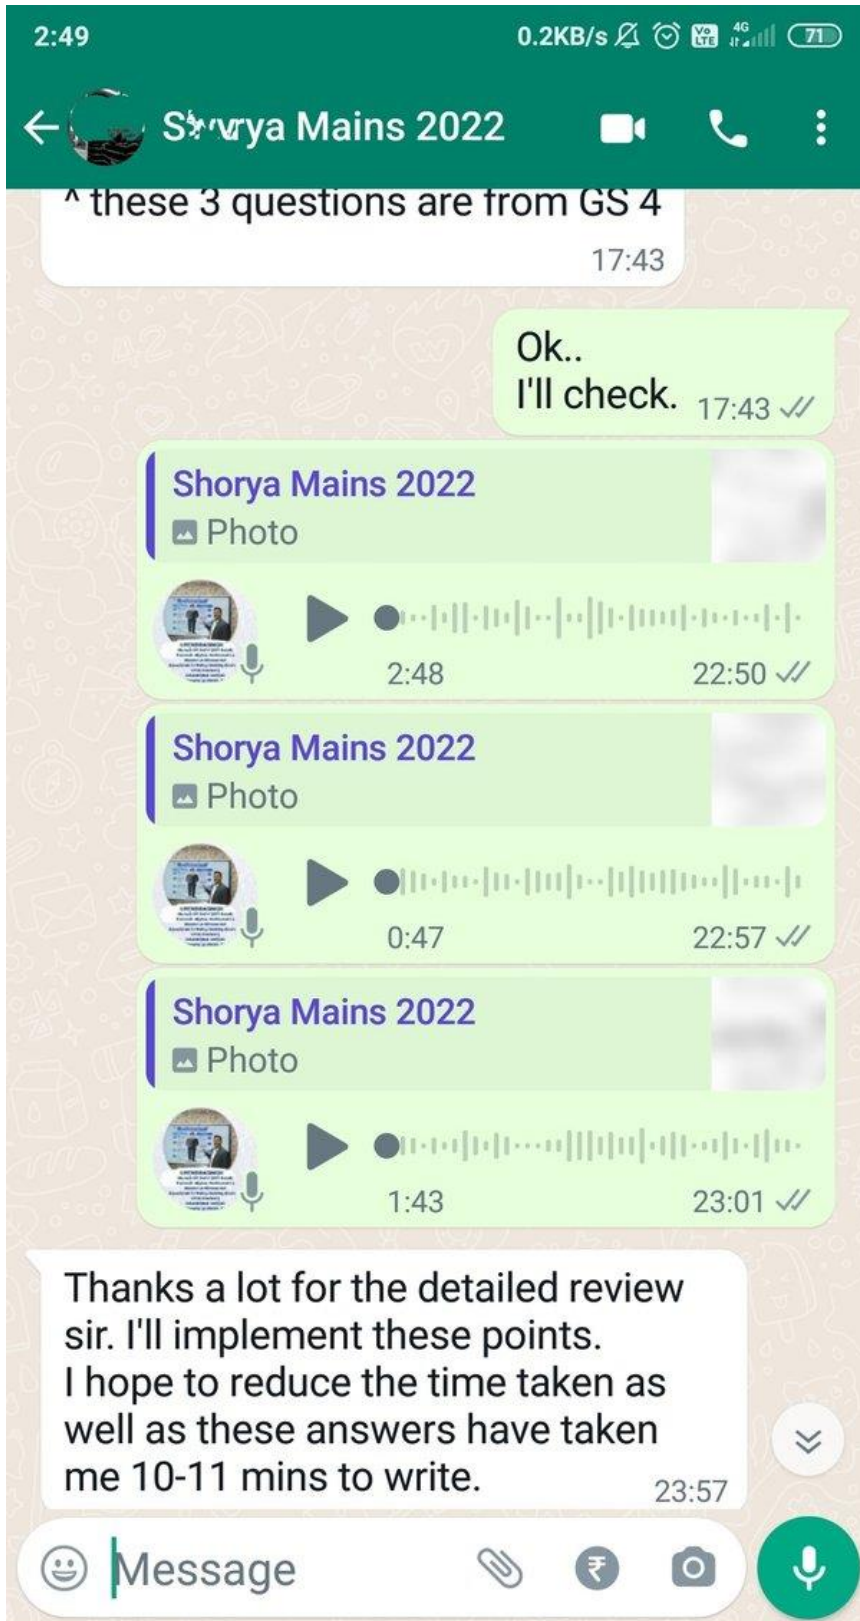 2:49
0.2KB/s Vo LTE 4G 71
Mains 2022
^ these 3 questions are from GS 4
17:43
Ok..
I'll check. 17:43
Shorya Mains 2022
Photo
2:48 22:50
Shorya Mains 2022
Photo
0:47 22:57
Shorya Mains 2022
Photo
1:43 23:01
Thanks a lot for the detailed review
sir. I'll implement these points.
I hope to reduce the time taken as
well as these answers have taken
me 10-11 mins to write.
23:57
Message
₹